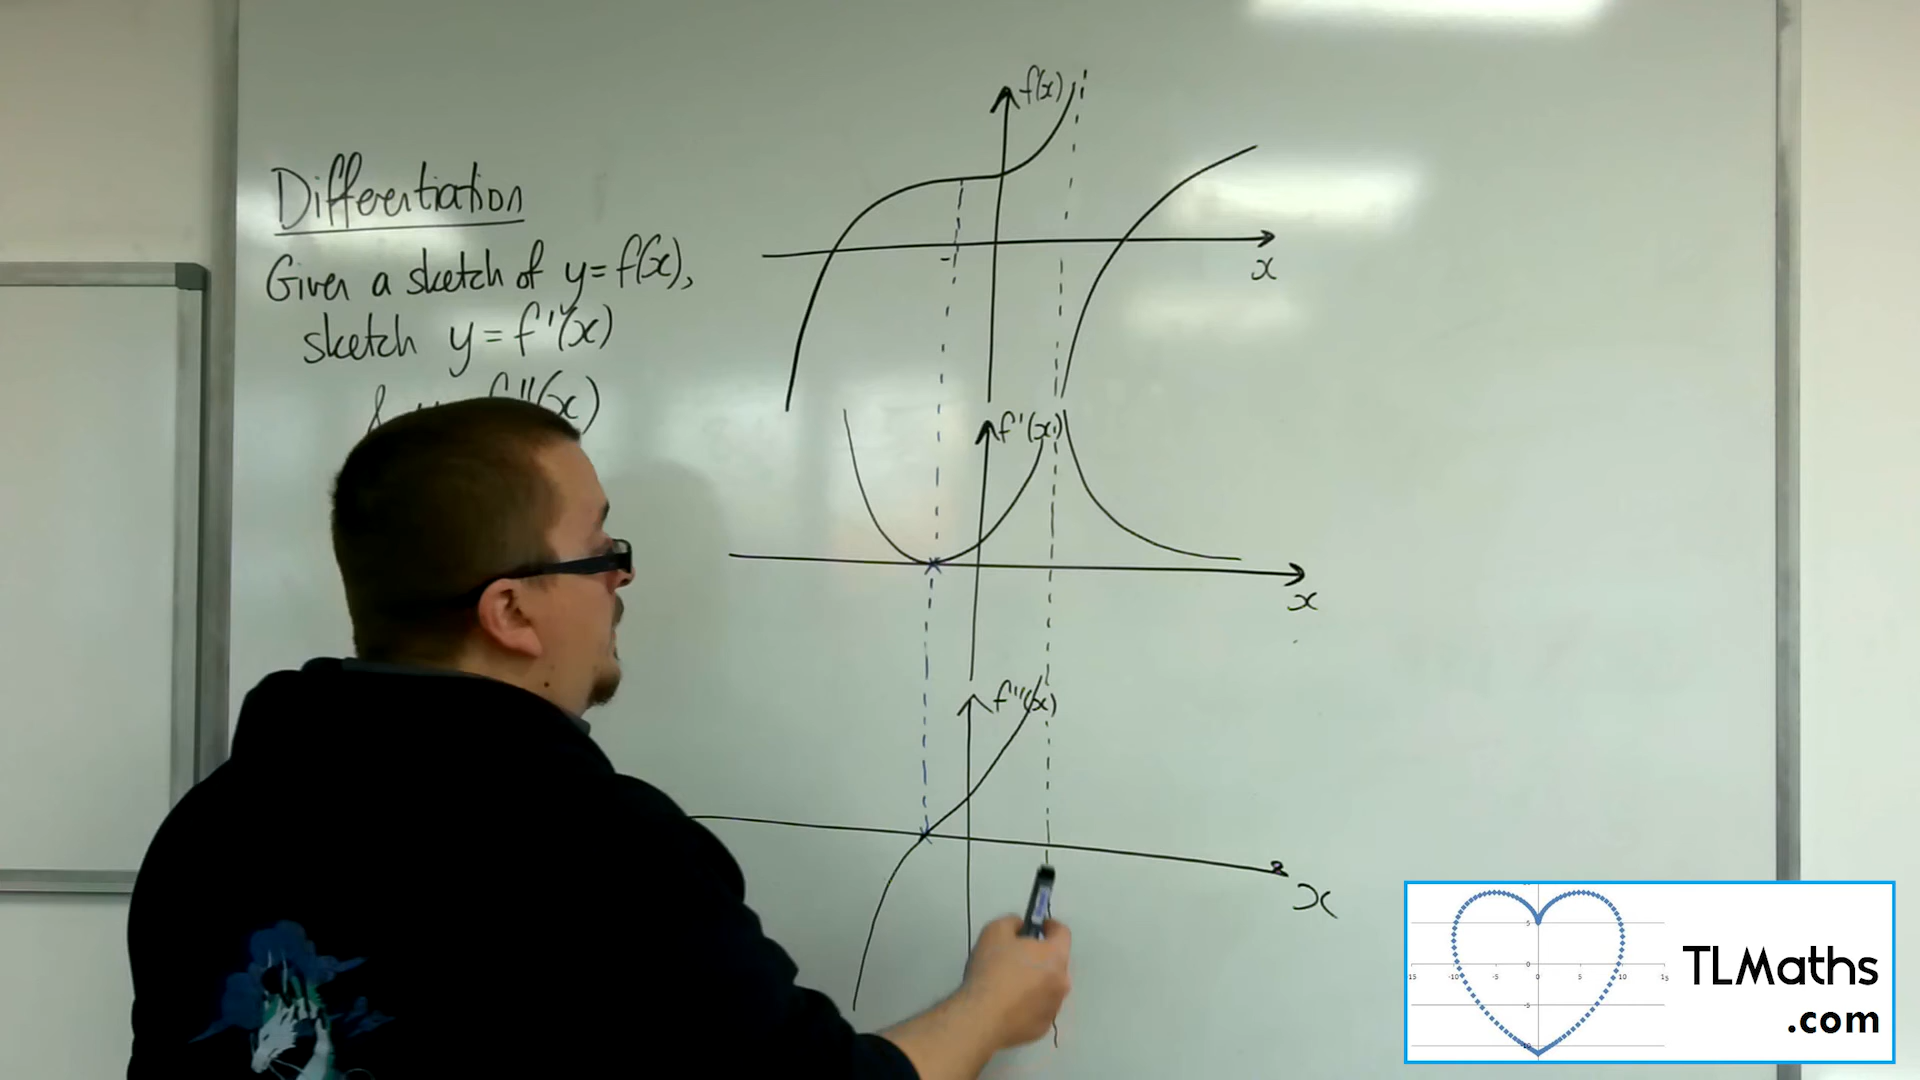 Differentiation
Given a sketch of y=f(x),
sketch y=f'(x)
f''(x)
f(x)
x
f'(x)
x
f''(x)
x
TLMaths
.com